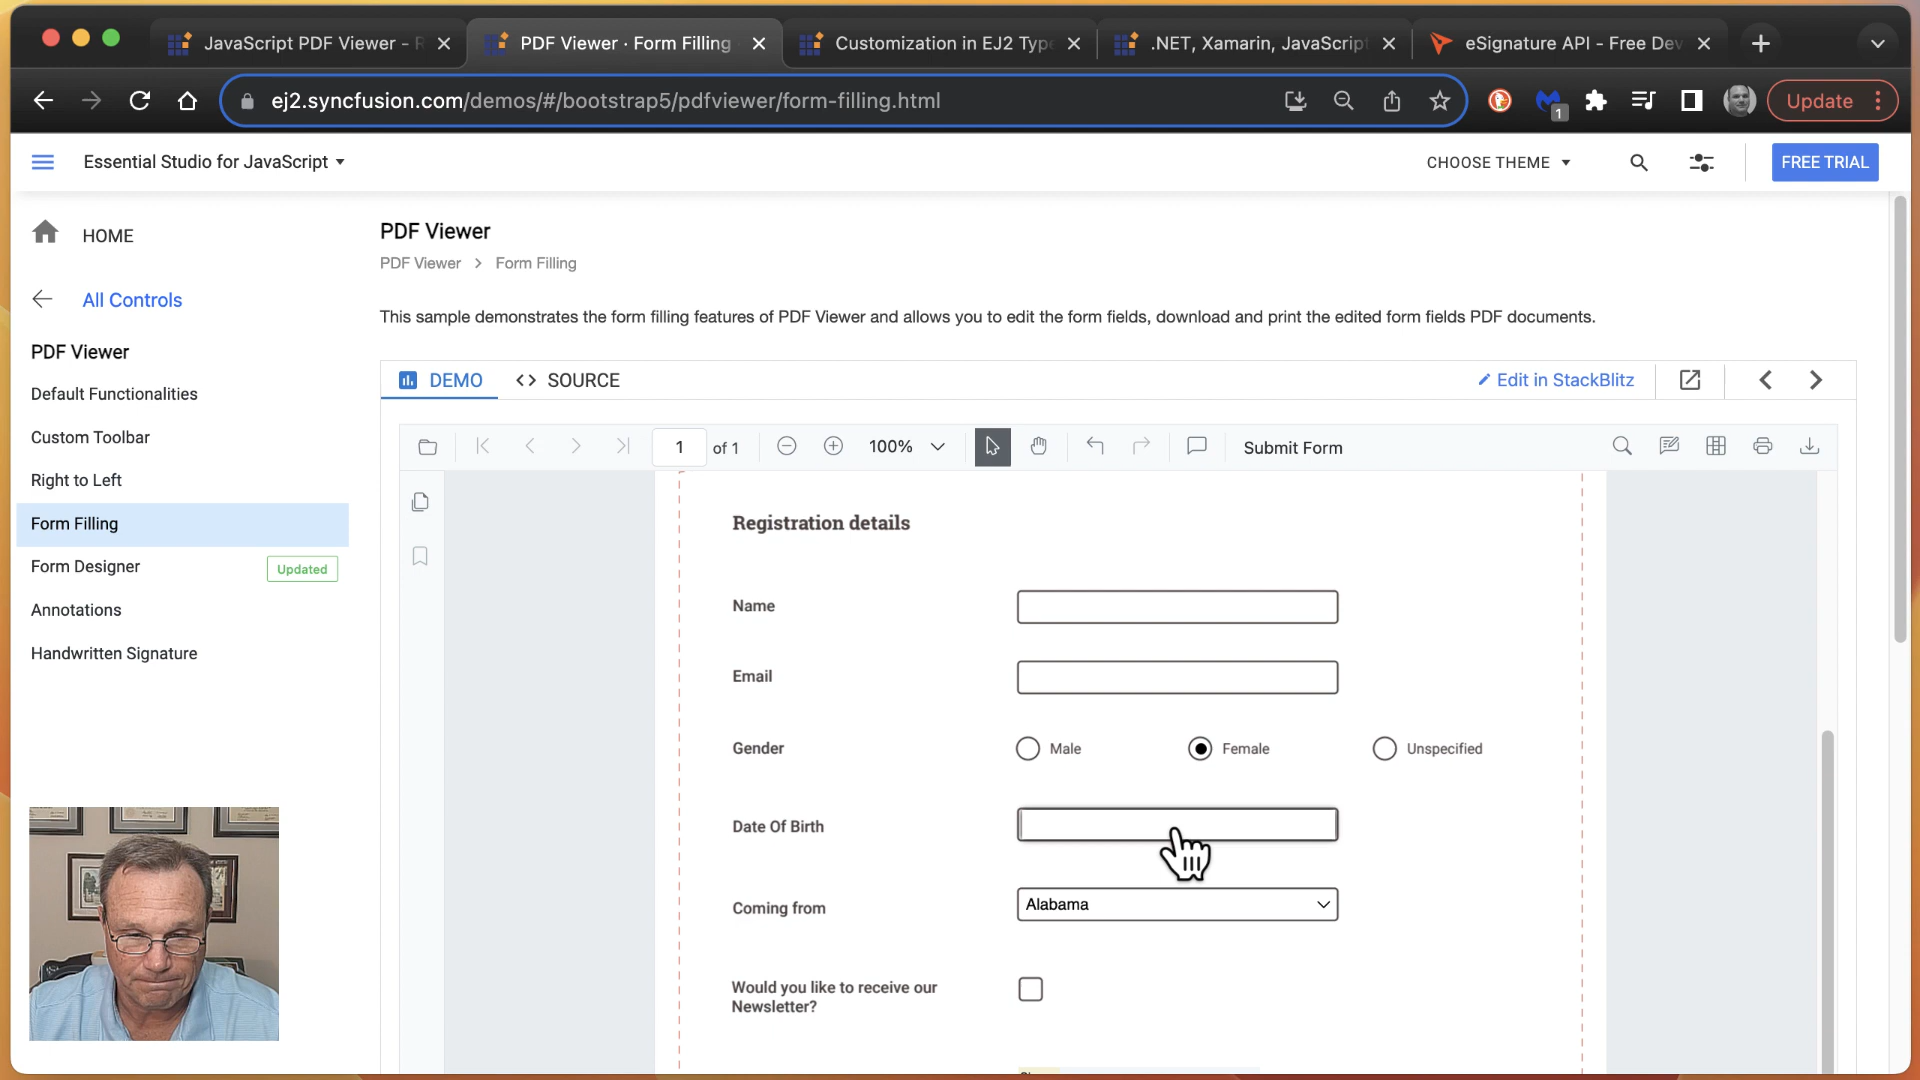 JavaScript PDF Viewer - R
PDF Viewer · Form Filling
Customization in EJ2 Type
.NET, Xamarin, JavaScript
eSignature API - Free Dev
ej2.syncfusion.com/demos/#/bootstrap5/pdfviewer/form-filling.html
1
Update
Essential Studio for JavaScript
CHOOSE THEME
FREE TRIAL
HOME
All Controls
PDF Viewer
Default Functionalities
Custom Toolbar
Right to Left
Form Filling
Form Designer
Updated
Annotations
Handwritten Signature
PDF Viewer
PDF Viewer > Form Filling
This sample demonstrates the form filling features of PDF Viewer and allows you to edit the form fields, download and print the edited form fields PDF documents.
DEMO
<> SOURCE
Edit in StackBlitz
1 of 1
100%
Submit Form
Registration details
Name
Email
Gender
Male
Female
Unspecified
Date Of Birth
Coming from
Alabama
Would you like to receive our
Newsletter?